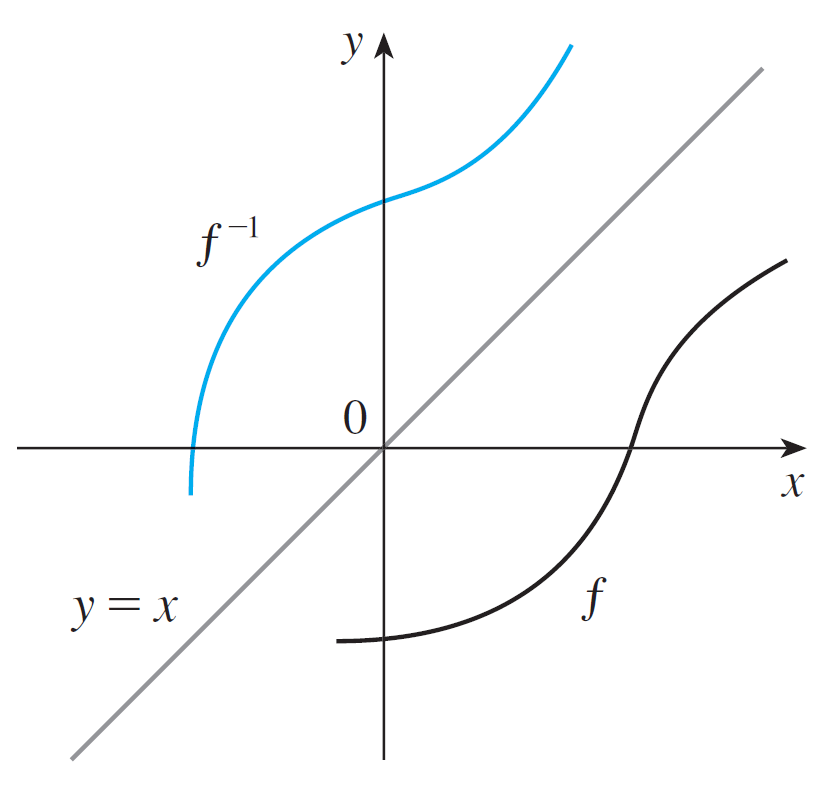 y
f⁻¹
0
x
y = x
f